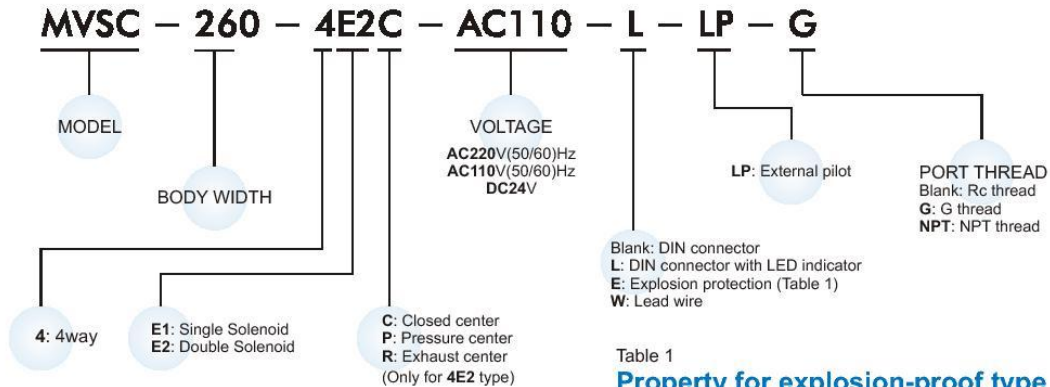 MVSC – 260 – 4E2C – AC110 – L – LP – G
MODEL
BODY WIDTH
4: 4way
E1: Single Solenoid
E2: Double Solenoid
C: Closed center
P: Pressure center
R: Exhaust center
(Only for 4E2 type)
VOLTAGE
AC220V(50/60)Hz
AC110V(50/60)Hz
DC24V
Blank: DIN connector
L: DIN connector with LED indicator
E: Explosion protection (Table 1)
W: Lead wire
LP: External pilot
PORT THREAD
Blank: Rc thread
G: G thread
NPT: NPT thread
Table 1
Property for explosion-proof type